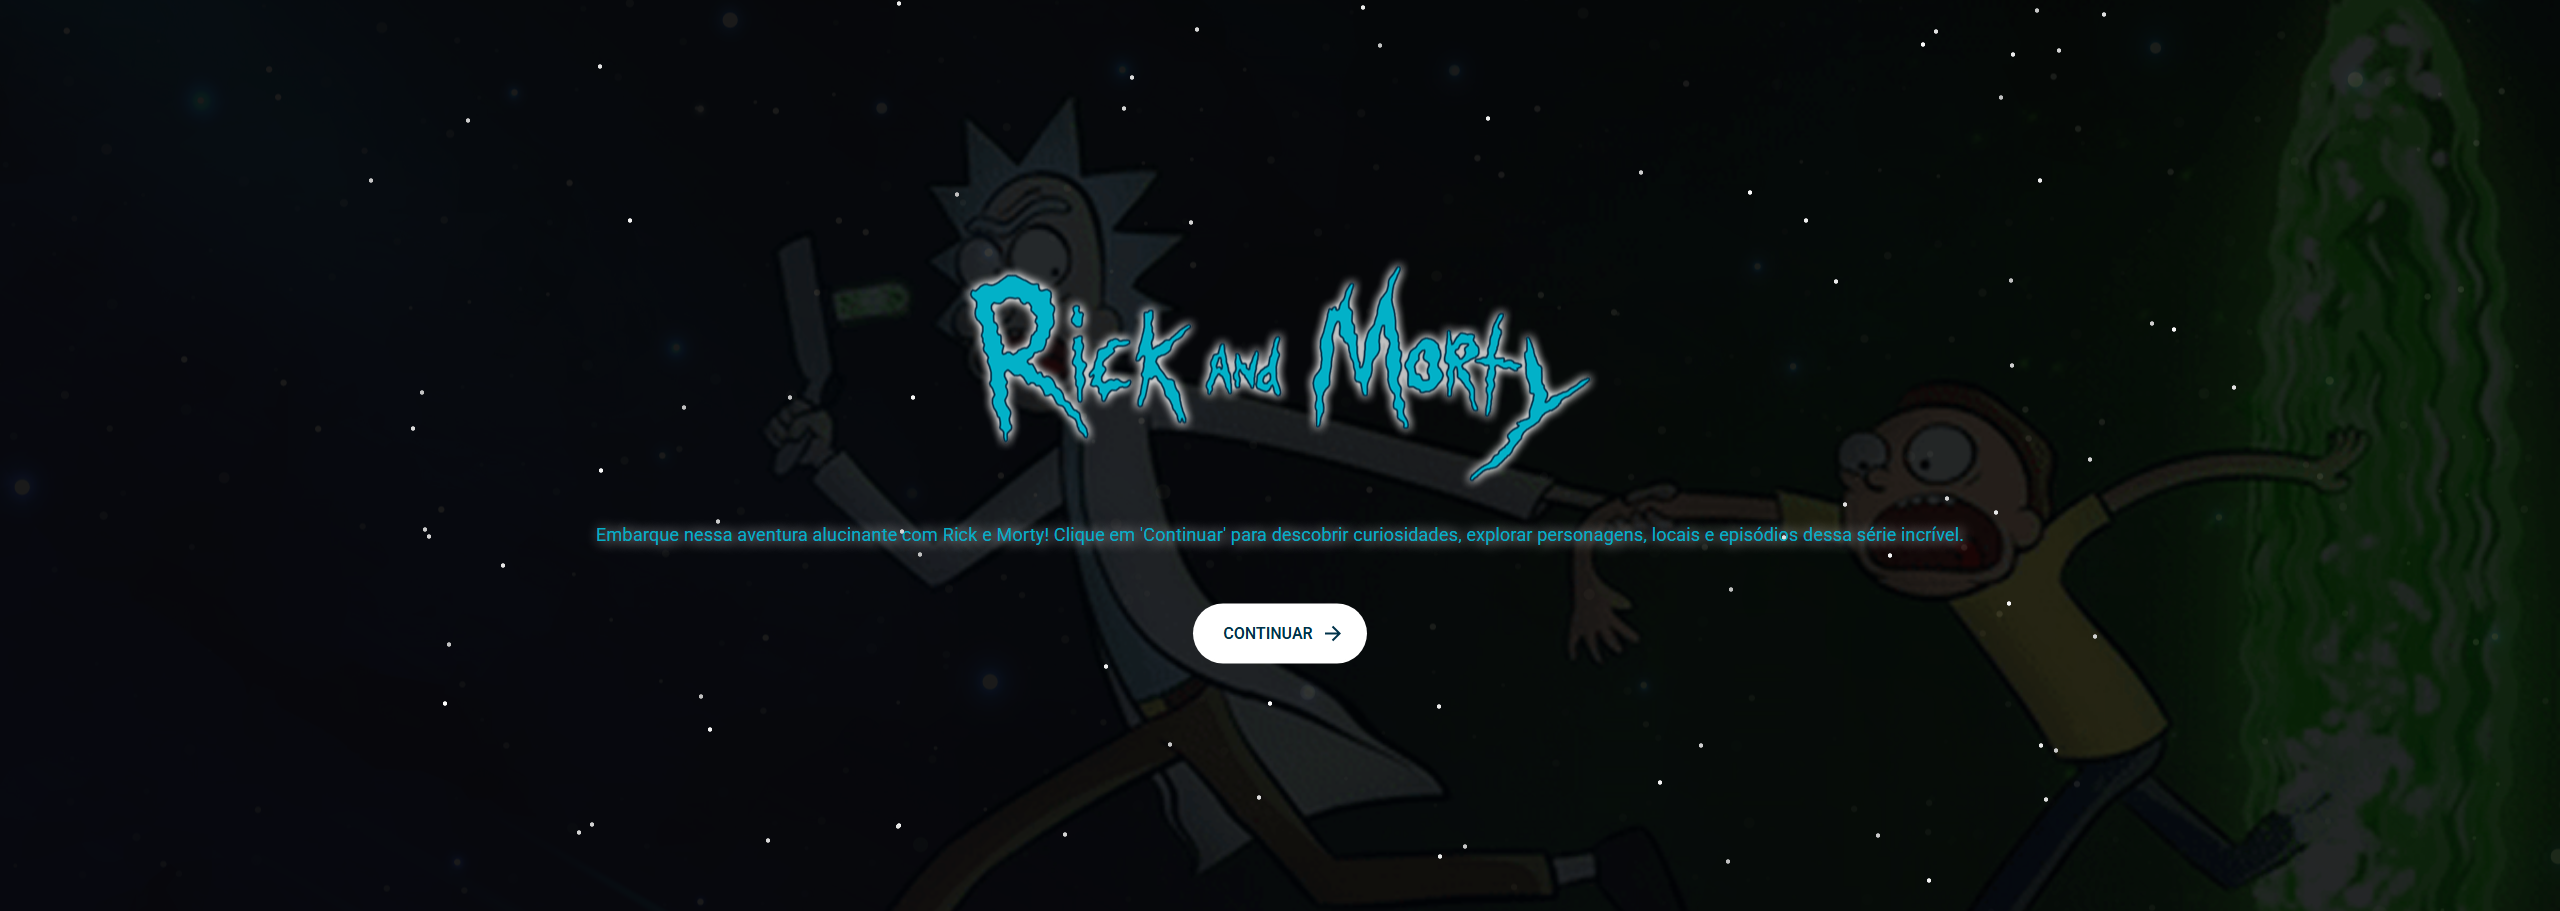 Rick and Morty
Embarque nessa aventura alucinante com Rick e Morty! Clique em 'Continuar' para descobrir curiosidades, explorar personagens, locais e episódios dessa série incrível.
CONTINUAR